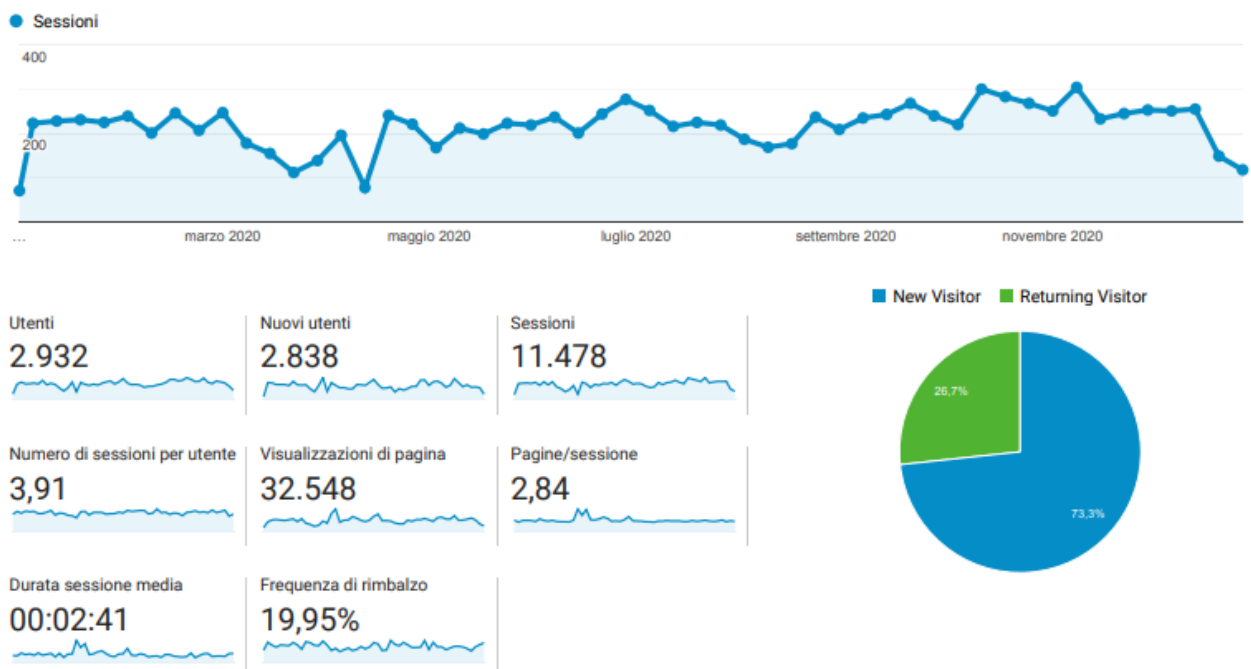 Sessioni
400
200
...
marzo 2020
maggio 2020
luglio 2020
settembre 2020
novembre 2020
New Visitor
Returning Visitor
Utenti
2.932
Nuovi utenti
2.838
Sessioni
11.478
Numero di sessioni per utente
3,91
Visualizzazioni di pagina
32.548
Pagine/sessione
2,84
Durata sessione media
00:02:41
Frequenza di rimbalzo
19,95%
26,7%
73,3%